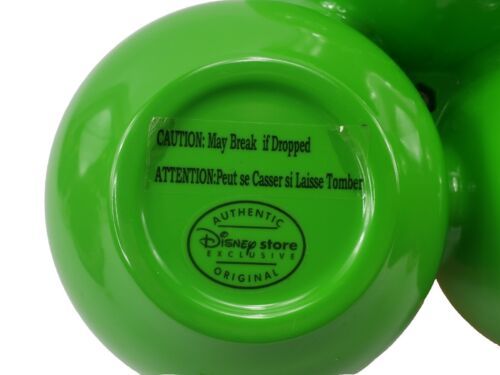 CAUTION: May Break if Dropped
ATTENTION:Peut se Casser si Laisse Tomber
AUTHENTIC
Disney store
EXCLUSIVE
ORIGINAL